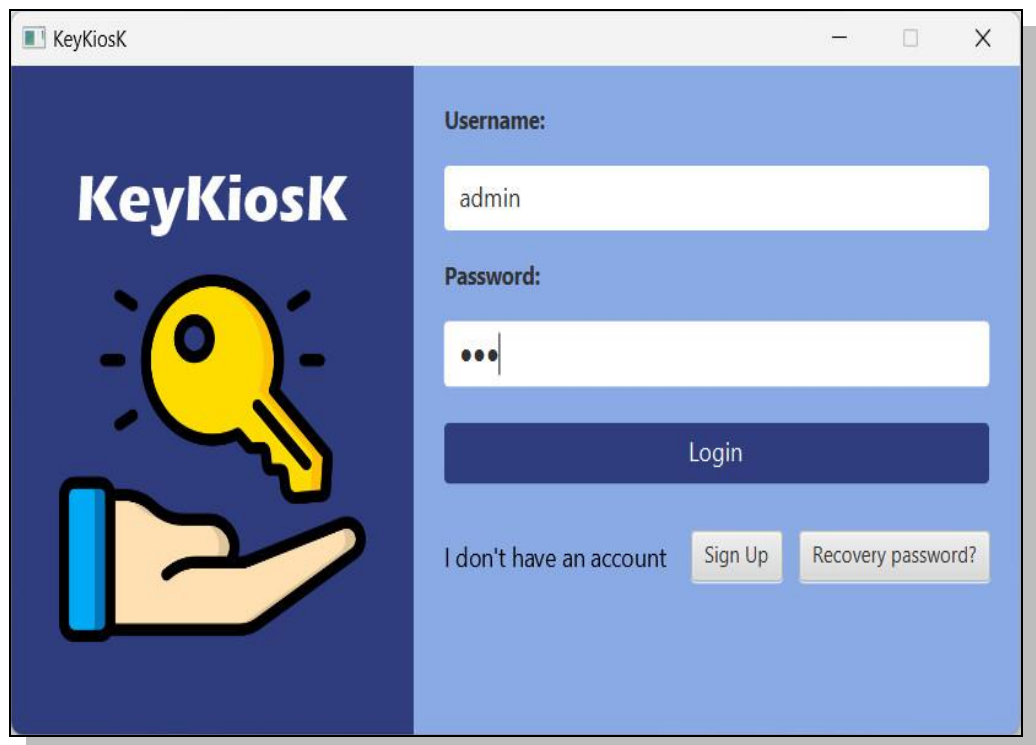 KeyKiosK
KeyKiosK
Username:
admin
Password:
•••
Login
I don't have an account
Sign Up
Recovery password?